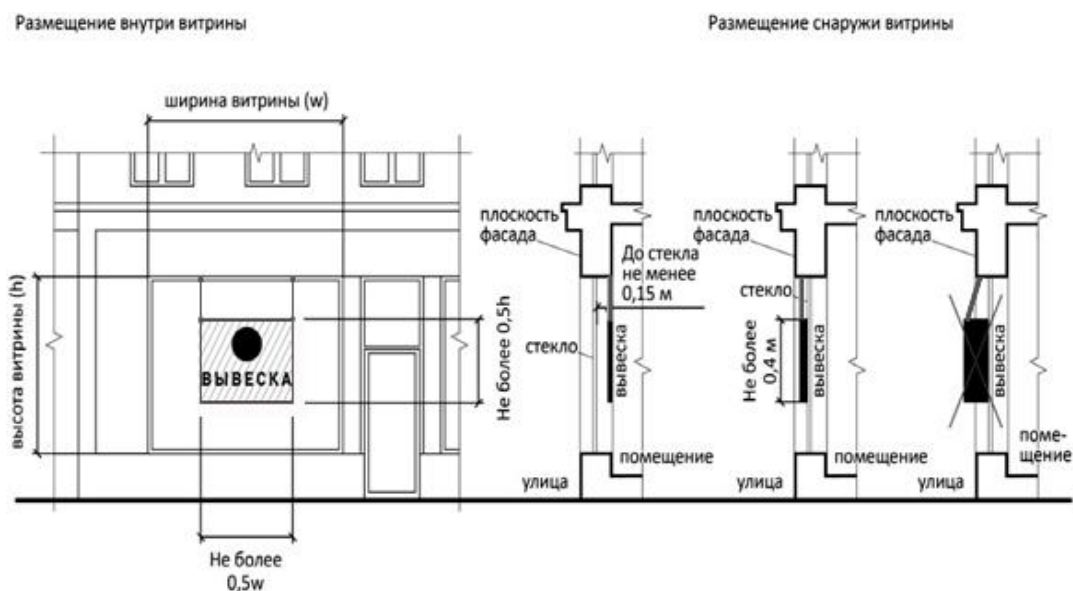 Размещение внутри витрины
Размещение снаружи витрины
ширина витрины (w)
высота витрины (h)
ВЫВЕСКА
Не более 0,5h
Не более
0,5w
плоскость
фасада
До стекла
не менее
0,15 м
стекло
вывеска
помещение
улица
плоскость
фасада
стекло
Не более
0,4 м
вывеска
помещение
улица
плоскость
фасада
вывеска
поме-
щение
улица